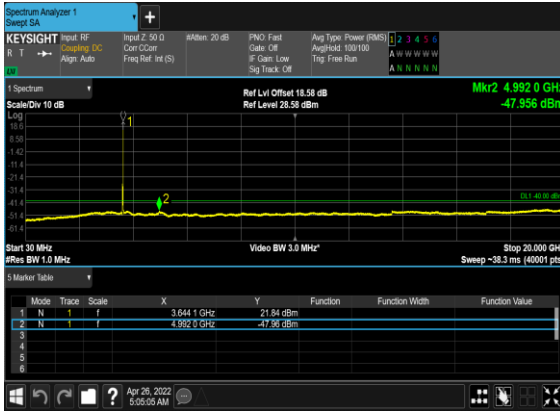 Spectrum Analyzer 1
Swept SA
+
KEYSIGHT Input: RF Input Z: 50 Ω #Atten: 20 dB PNO: Fast Avg Type: Power (RMS) 1 2 3 4 5 6
R T Coupling: DC Corr CCorr Gate: Off Avg|Hold: 100/100 A W W W W W
Align: Auto Freq Ref: Int (S) IF Gain: Low Trig: Free Run
Sig Track: Off A N N N N N
1 Spectrum Ref Lvl Offset 18.58 dB Mkr2 4.992 0 GHz
Scale/Div 10 dB Ref Level 28.58 dBm -47.956 dBm
Log
18.6
8.58
-1.42
-11.4
-21.4
-31.4
-41.4
-51.4
-61.4
1
2
DL1 -40.00 dBm
Start 30 MHz Video BW 3.0 MHz* Stop 20.000 GHz
#Res BW 1.0 MHz Sweep ~38.3 ms (40001 pts)
5 Marker Table
Mode Trace Scale X Y Function Function Width Function Value
1 N 1 f 3.644 1 GHz 21.84 dBm
2 N 1 f 4.992 0 GHz -47.96 dBm
3
4
5
6
? Apr 26, 2022
5:05:05 AM